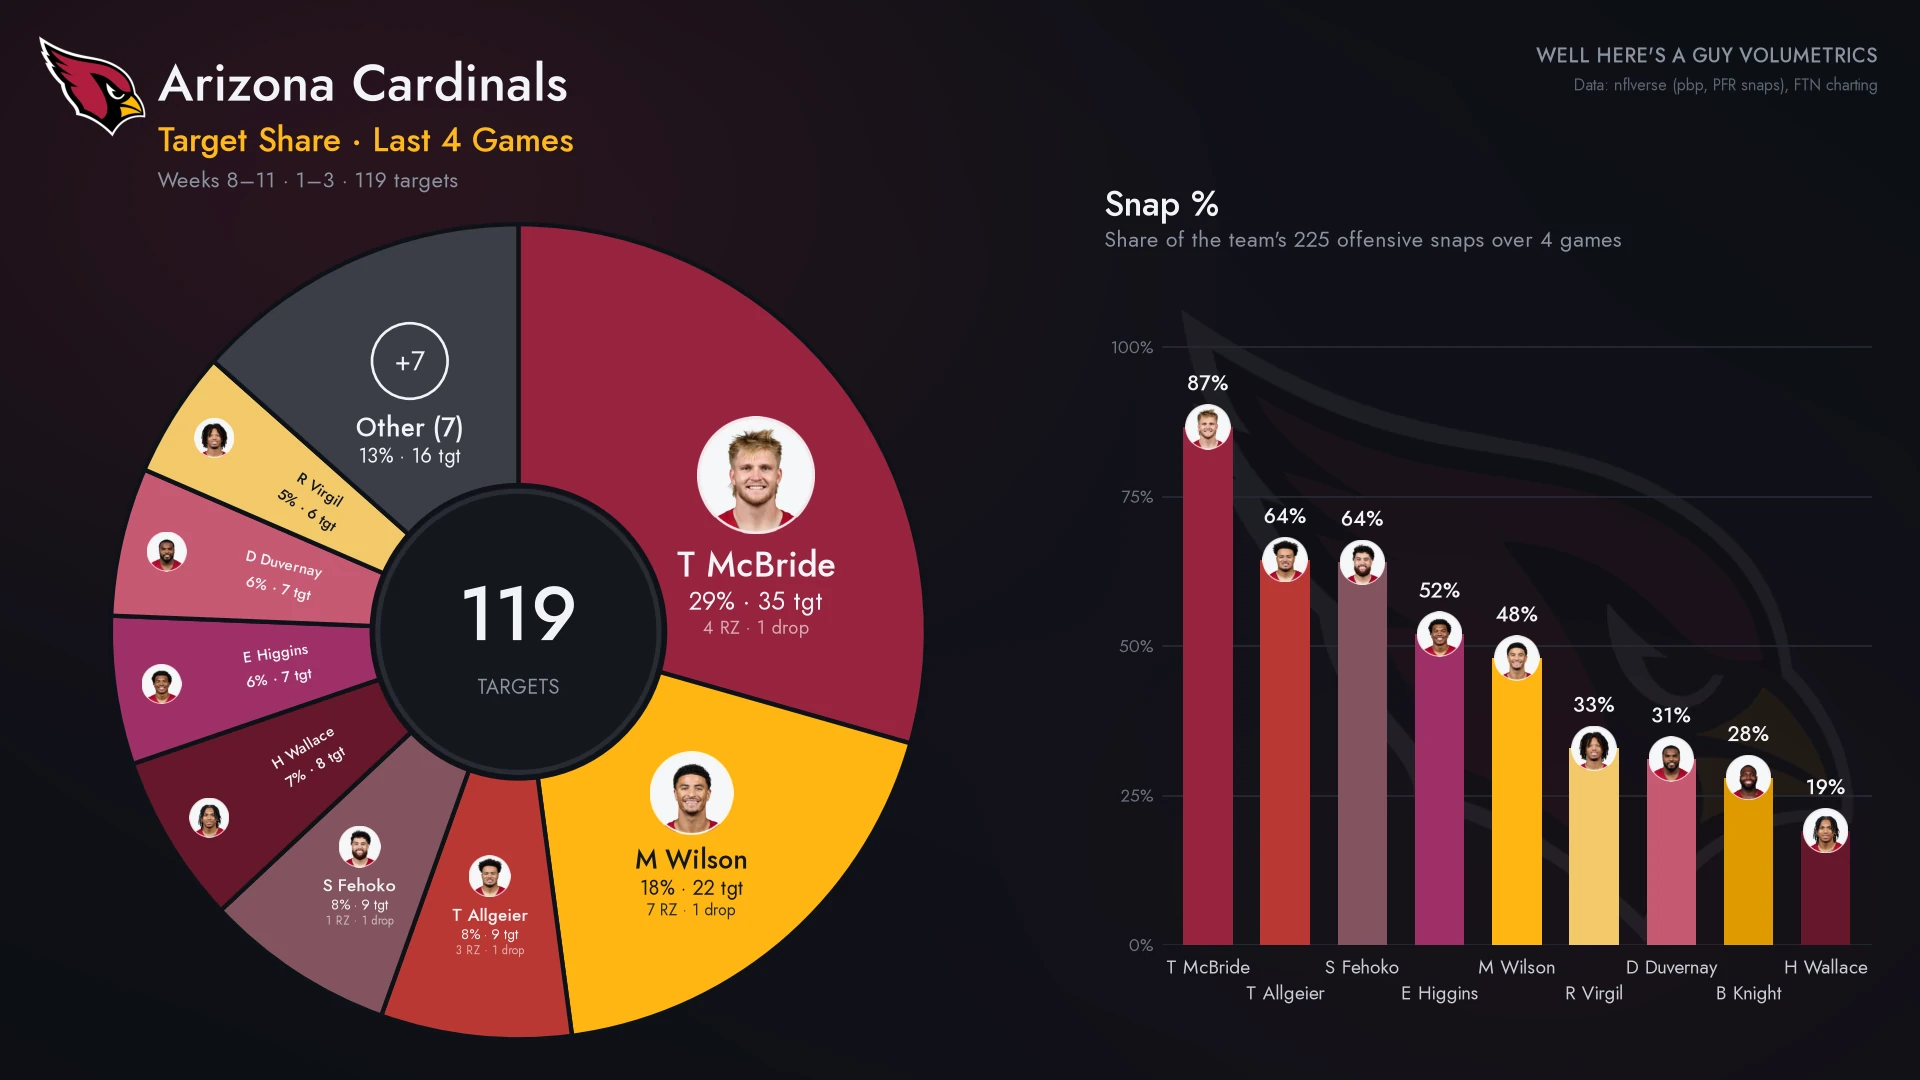 Arizona Cardinals
Target Share · Last 4 Games
Weeks 8–11 · 1–3 · 119 targets
WELL HERE'S A GUY VOLUMETRICS
Data: nflverse (pbp, PFR snaps), FTN charting
+7
Other (7)
13% · 16 tgt
R Virgil
5% · 6 tgt
D Duvernay
6% · 7 tgt
E Higgins
6% · 7 tgt
H Wallace
7% · 8 tgt
S Fehoko
8% · 9 tgt
1 RZ · 1 drop
T Allgeier
8% · 9 tgt
3 RZ · 1 drop
M Wilson
18% · 22 tgt
7 RZ · 1 drop
T McBride
29% · 35 tgt
4 RZ · 1 drop
119
TARGETS
Snap %
Share of the team's 225 offensive snaps over 4 games
100%
75%
50%
25%
0%
87%
64%
64%
52%
48%
33%
31%
28%
19%
T McBride
T Allgeier
S Fehoko
E Higgins
M Wilson
R Virgil
D Duvernay
B Knight
H Wallace